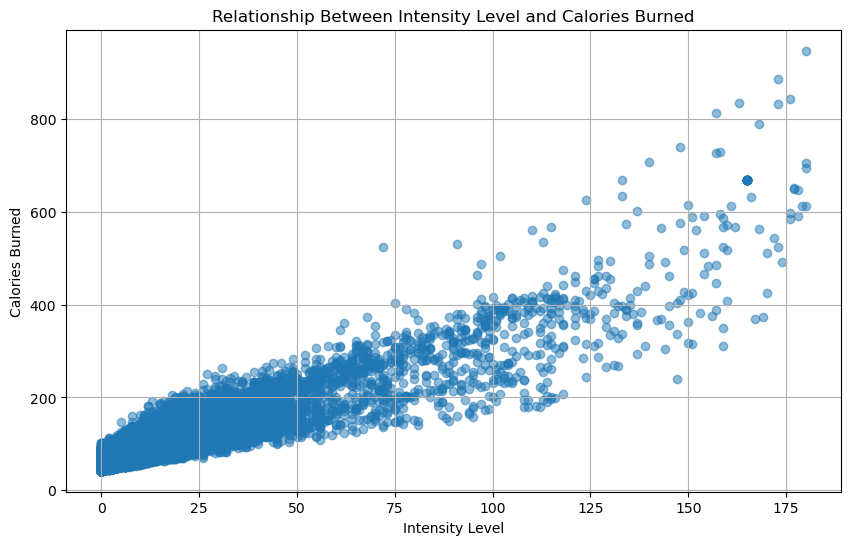 Relationship Between Intensity Level and Calories Burned
Calories Burned
800
600
400
200
0
0 25 50 75 100 125 150 175
Intensity Level